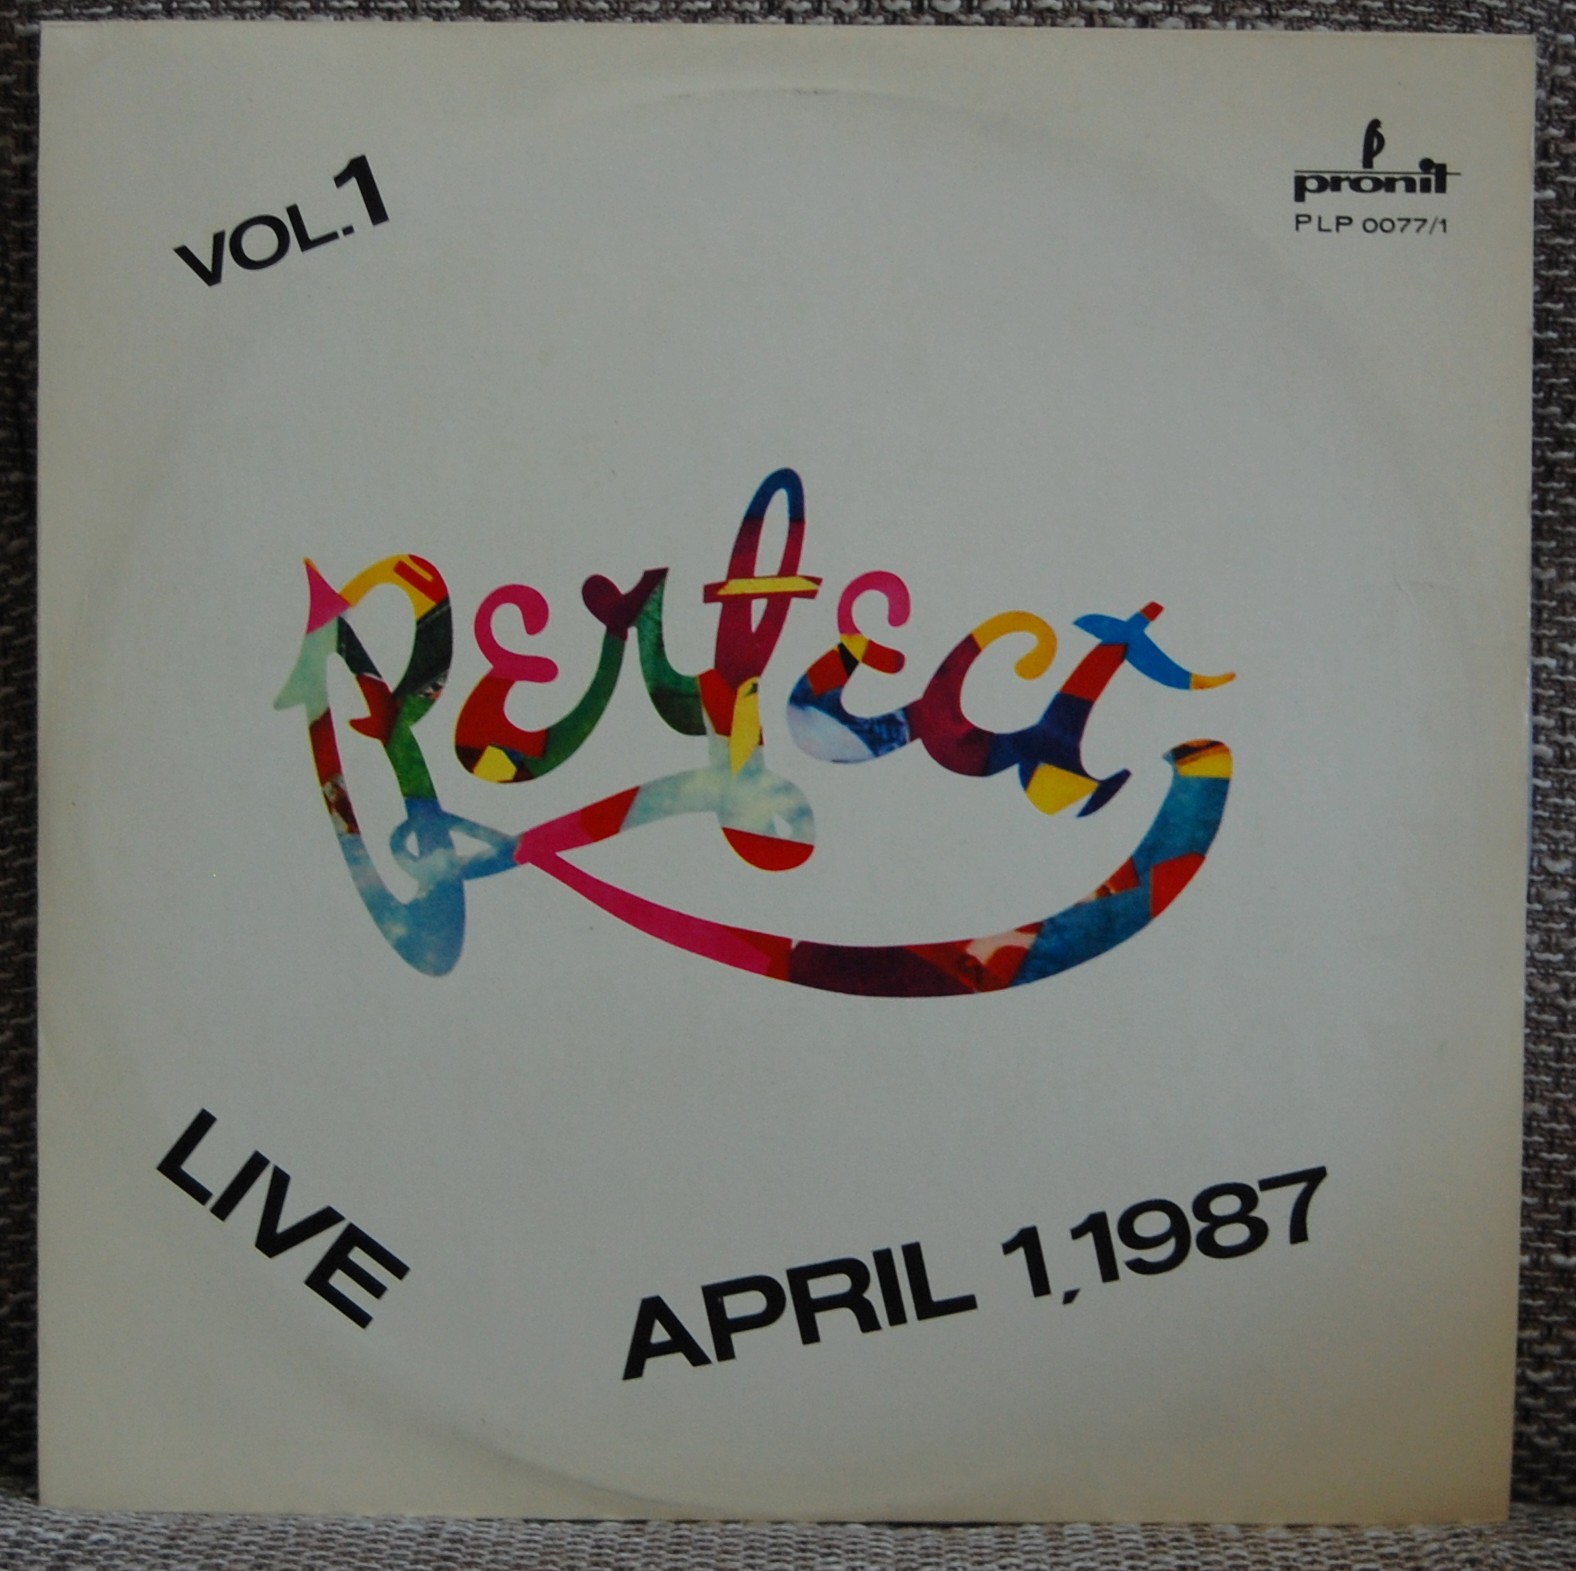 VOL.1
pronit
PLP 0077/1
Perfect
LIVE
APRIL 1, 1987